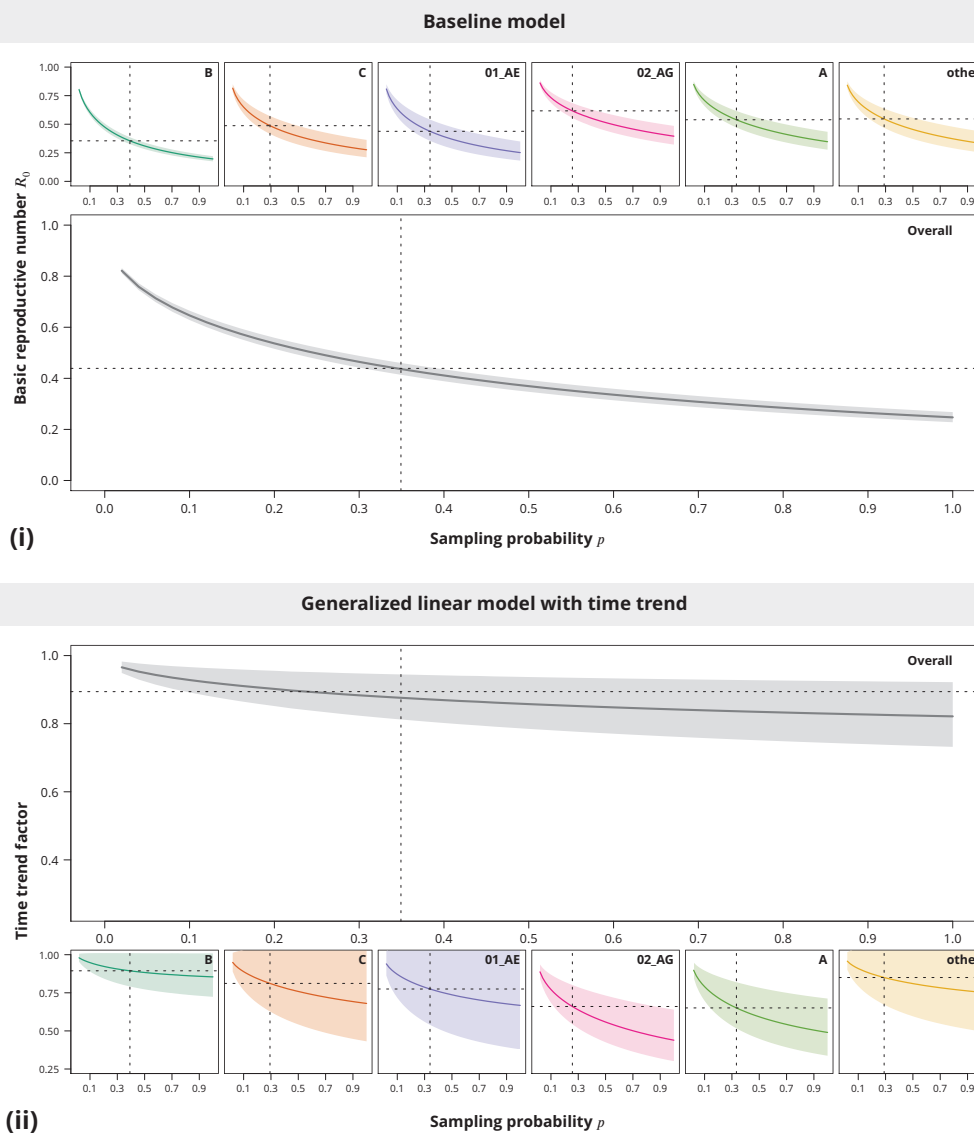 Baseline model
B C 01_AE 02_AG A othe
1.00
0.75
0.50
0.25
0.00
0.1 0.3 0.5 0.7 0.9 0.1 0.3 0.5 0.7 0.9 0.1 0.3 0.5 0.7 0.9 0.1 0.3 0.5 0.7 0.9 0.1 0.3 0.5 0.7 0.9 0.1 0.3 0.5 0.7 0.9
Basic reproductive number R0
Overall
1.0
0.8
0.6
0.4
0.2
0.0
0.0 0.1 0.2 0.3 0.4 0.5 0.6 0.7 0.8 0.9 1.0
Sampling probability p
(i)
Generalized linear model with time trend
Overall
1.0
0.8
0.6
0.4
Time trend factor
0.0 0.1 0.2 0.3 0.4 0.5 0.6 0.7 0.8 0.9 1.0
B C 01_AE 02_AG A othe
1.00
0.75
0.50
0.25
0.1 0.3 0.5 0.7 0.9 0.1 0.3 0.5 0.7 0.9 0.1 0.3 0.5 0.7 0.9 0.1 0.3 0.5 0.7 0.9 0.1 0.3 0.5 0.7 0.9 0.1 0.3 0.5 0.7 0.9
Sampling probability p
(ii)